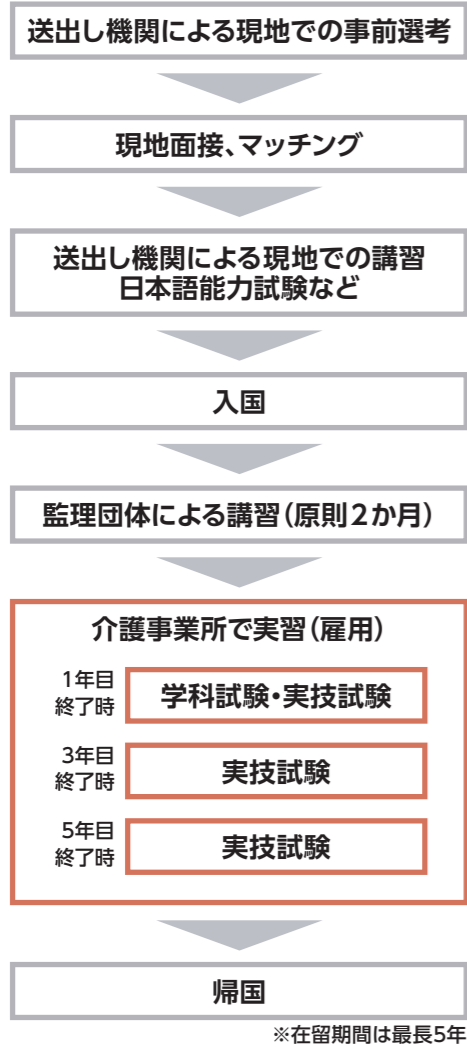 送出し機関による現地での事前選考
現地面接、マッチング
送出し機関による現地での講習
日本語能力試験など
入国
監理団体による講習(原則2か月)
介護事業所で実習(雇用)
1年目
終了時
学科試験・実技試験
3年目
終了時
実技試験
5年目
終了時
実技試験
帰国
※在留期間は最長5年